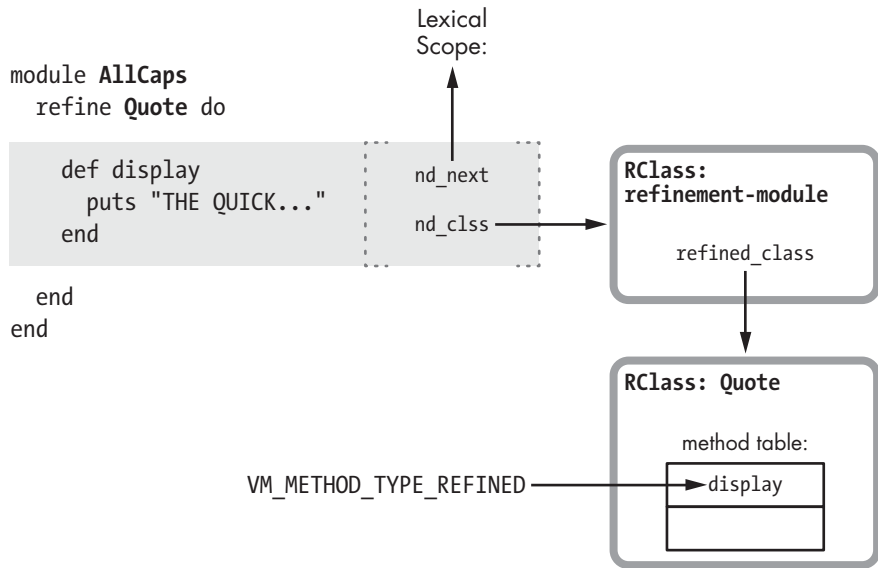 Lexical
Scope:
module AllCaps
refine Quote do
def display
puts "THE QUICK..."
end
end
end
nd_next
nd_clss
RClass:
refinement-module
refined_class
RClass: Quote
method table:
VM_METHOD_TYPE_REFINED
display